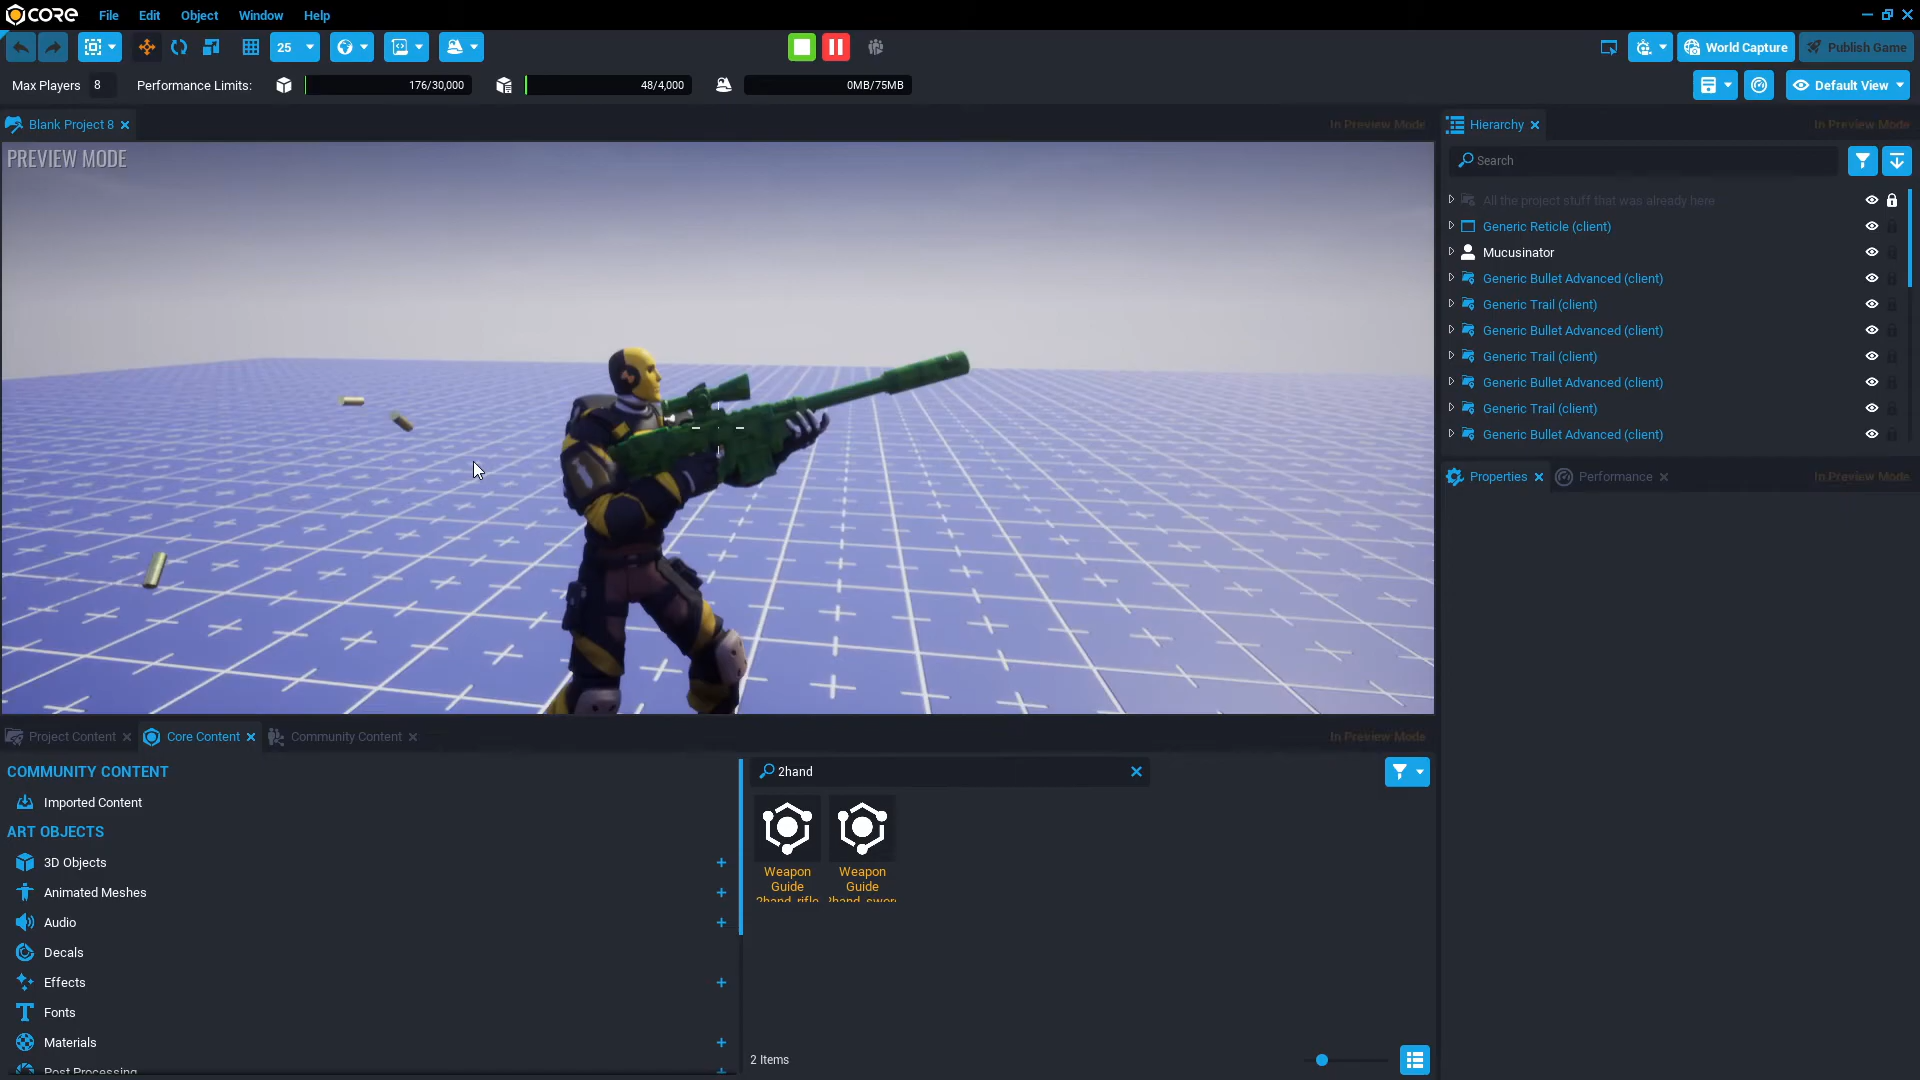 CORE File Edit Object Window Help
25 World Capture Publish Game
Max Players 8 Performance Limits: 176/30,000 48/4,000 0MB/75MB Default View
Blank Project 8 In Preview Mode
PREVIEW MODE
Hierarchy In Preview Mode
Search
All the project stuff that was already here
Generic Reticle (client)
Mucusinator
Generic Bullet Advanced (client)
Generic Trail (client)
Generic Bullet Advanced (client)
Generic Trail (client)
Generic Bullet Advanced (client)
Generic Trail (client)
Generic Bullet Advanced (client)
Properties Performance In Preview Mode
Project Content Core Content Community Content In Preview Mode
COMMUNITY CONTENT
Imported Content
ART OBJECTS
3D Objects
Animated Meshes
Audio
Decals
Effects
Fonts
Materials
Post Processing
2hand
Weapon
Guide
2hand_rifle
Weapon
Guide
2hand_sword
2 Items